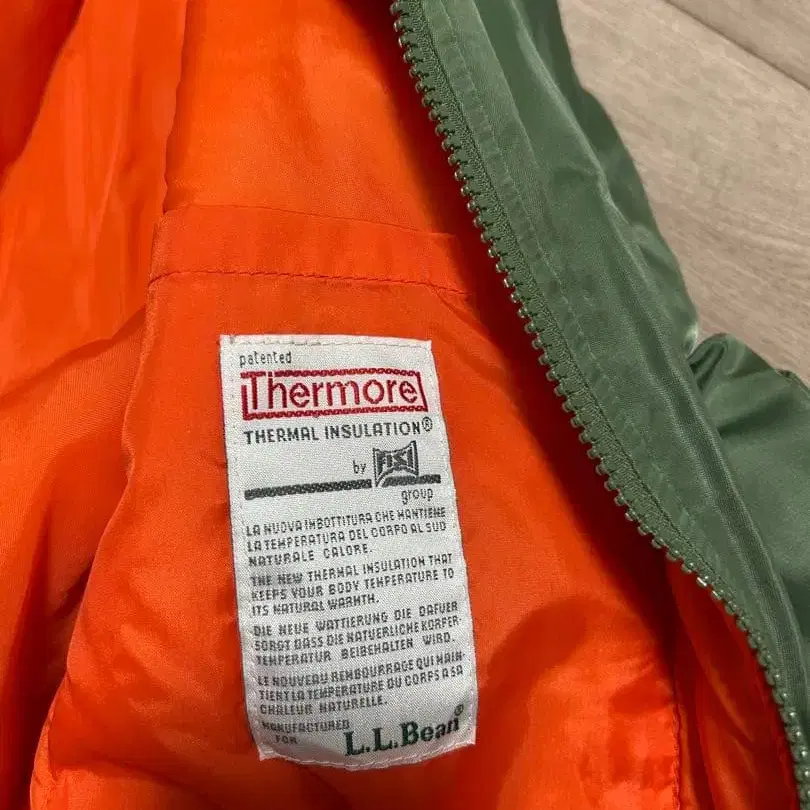 patented
Thermore
THERMAL INSULATION®
by FISI
group
LA NUOVA IMBOTTITURA CHE MANTIENE
LA TEMPERATURA DEL CORPO AL SUO
NATURALE CALORE.
THE NEW THERMAL INSULATION THAT
KEEPS YOUR BODY TEMPERATURE TO
ITS NATURAL WARMTH.
DIE NEUE WATTIERUNG DIE DAFUER
SORGT DASS DIE NATUERLICHE KORPER-
TEMPERATUR BEIBEHALTEN WIRD.
LE NOUVEAU REMBOURRAGE QUI MAIN
TIENT LA TEMPERATURE DU CORPS A SA
CHALEUR NATURELLE.
MANUFACTURED
FOR L.L.Bean®